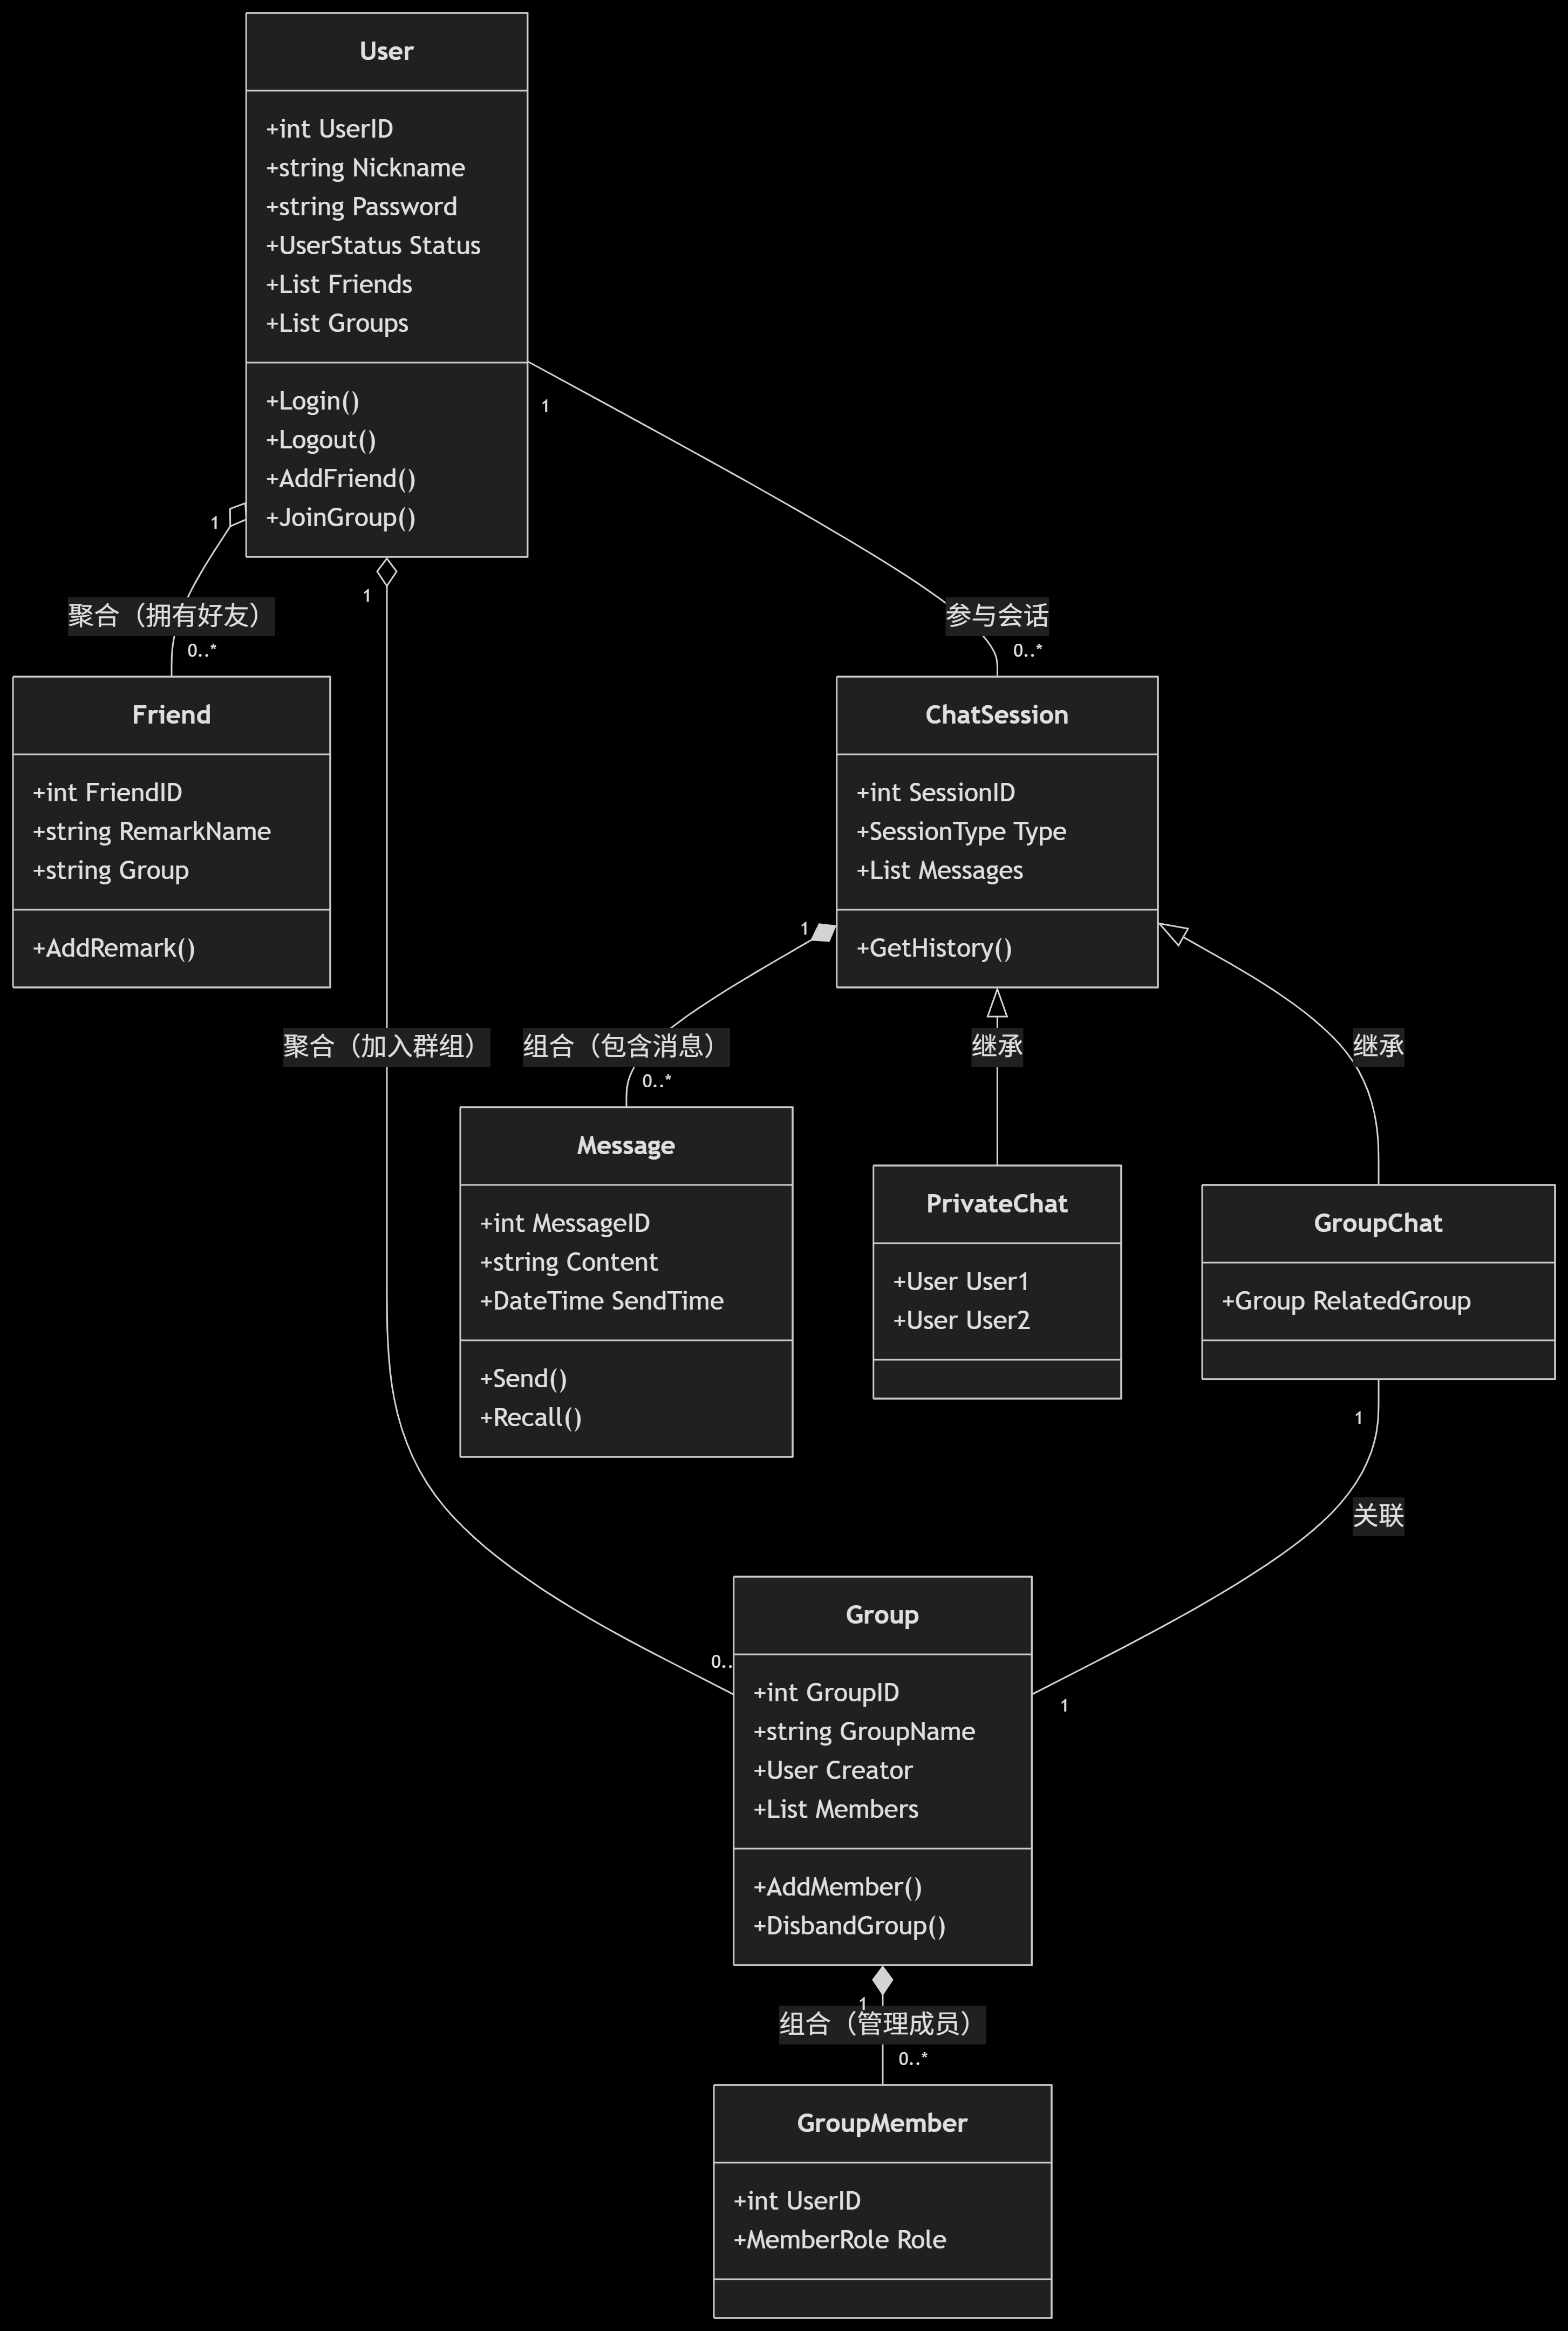 User
+int UserID
+string Nickname
+string Password
+UserStatus Status
+List Friends
+List Groups
+Login()
+Logout()
+AddFriend()
+JoinGroup()
1
1
1
聚合（拥有好友）
0..*
参与会话
0..*
Friend
+int FriendID
+string RemarkName
+string Group
+AddRemark()
ChatSession
+int SessionID
+SessionType Type
+List Messages
+GetHistory()
1
聚合（加入群组）
组合（包含消息）
0..*
继承
继承
Message
+int MessageID
+string Content
+DateTime SendTime
+Send()
+Recall()
PrivateChat
+User User1
+User User2
GroupChat
+Group RelatedGroup
1
关联
0..
1
Group
+int GroupID
+string GroupName
+User Creator
+List Members
+AddMember()
+DisbandGroup()
1
组合（管理成员）
0..*
GroupMember
+int UserID
+MemberRole Role